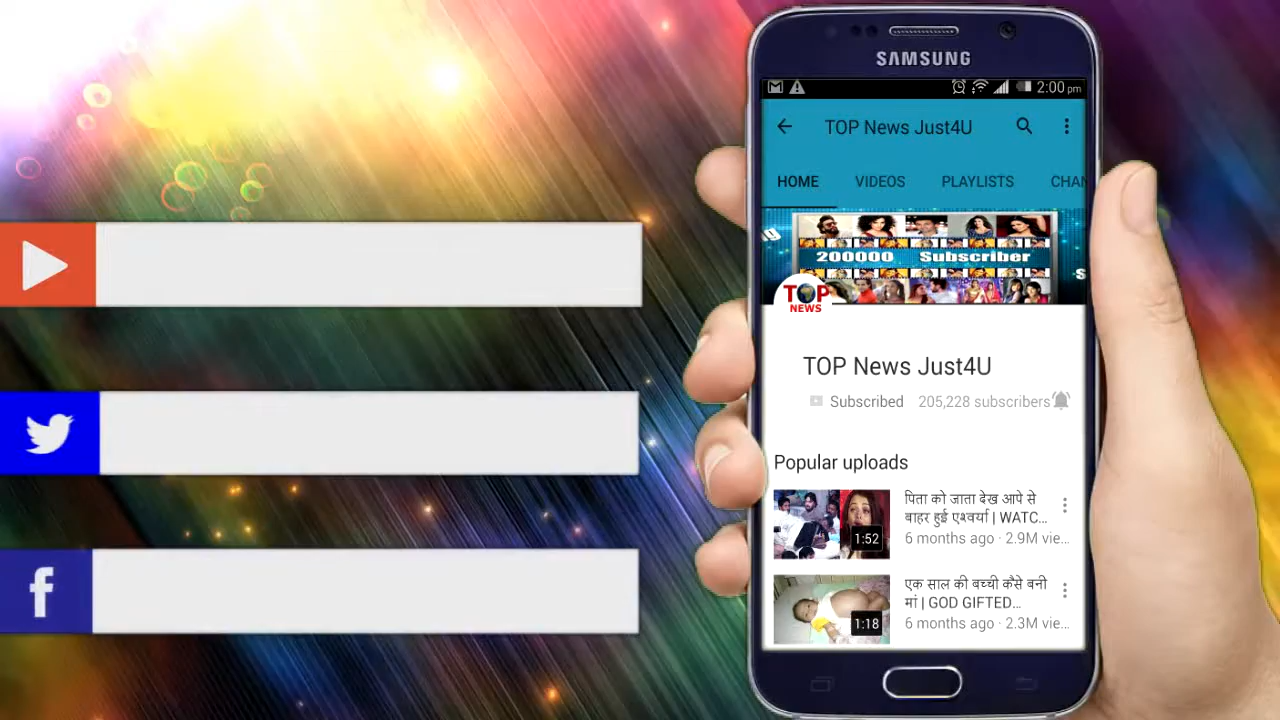 SAMSUNG
2:00 pm
TOP News Just4U
HOME VIDEOS PLAYLISTS CHAN
200000 Subscriber
TOP
NEWS
TOP News Just4U
Subscribed 205,228 subscribers
Popular uploads
पिता को जाता देख आपे से
बाहर हुई एश्वर्या | WATC...
6 months ago · 2.9M vie...
1:52
एक साल की बच्ची कैसे बनी
मां | GOD GIFTED...
6 months ago · 2.3M vie...
1:18